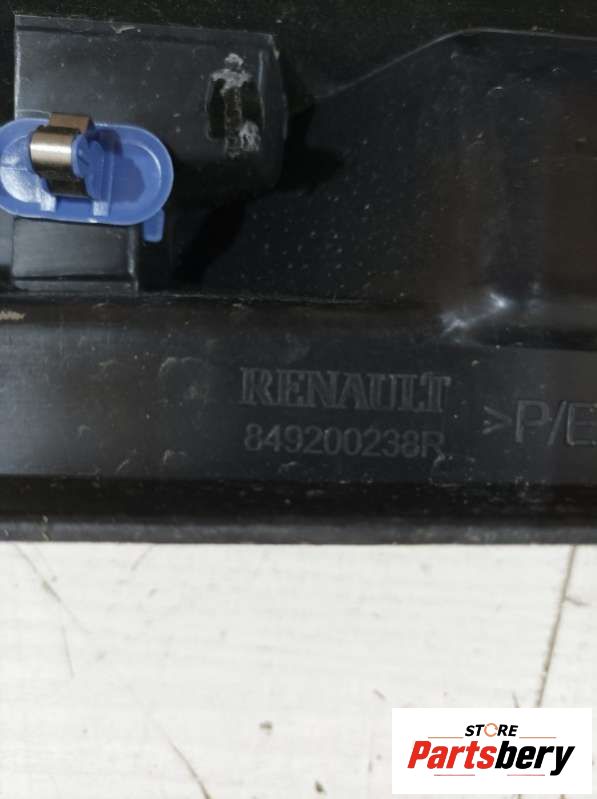 RENAULT
849200238R >P/E
STORE
Partsbery